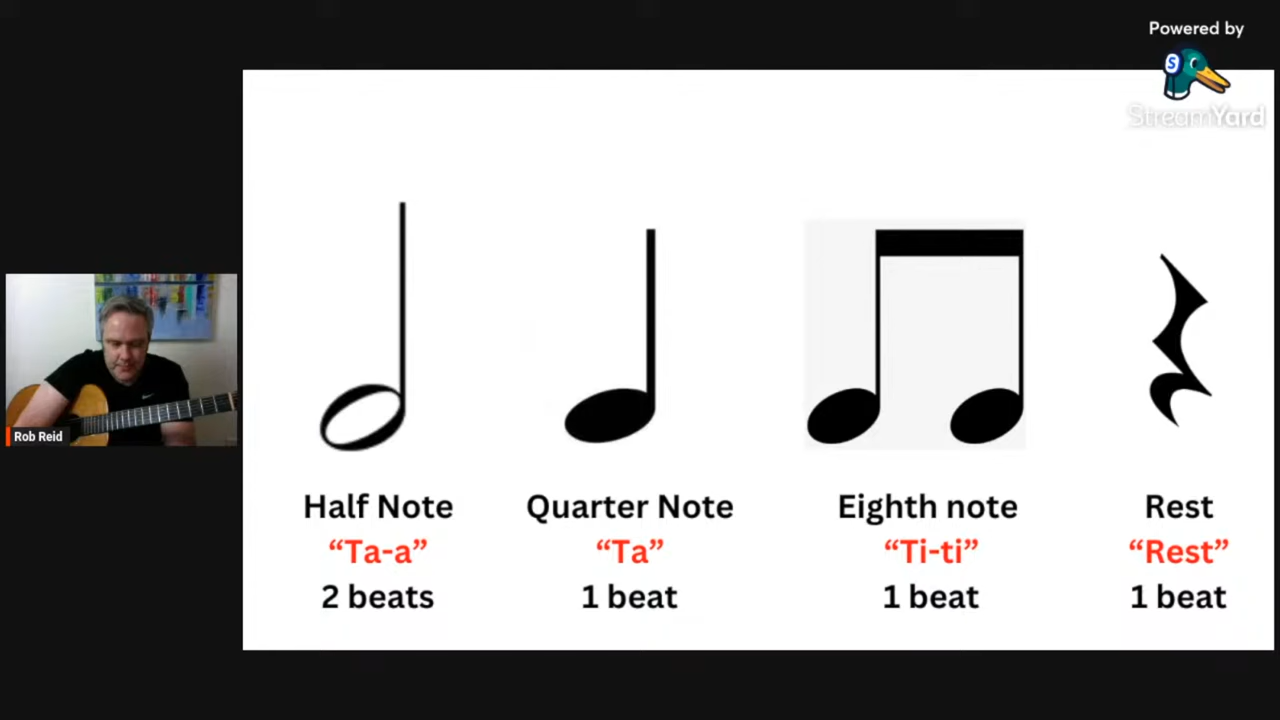 Powered by
S
StreamYard
Rob Reid
Half Note
Quarter Note
Eighth note
Rest
“Ta-a”
“Ta”
“Ti-ti”
“Rest”
2 beats
1 beat
1 beat
1 beat